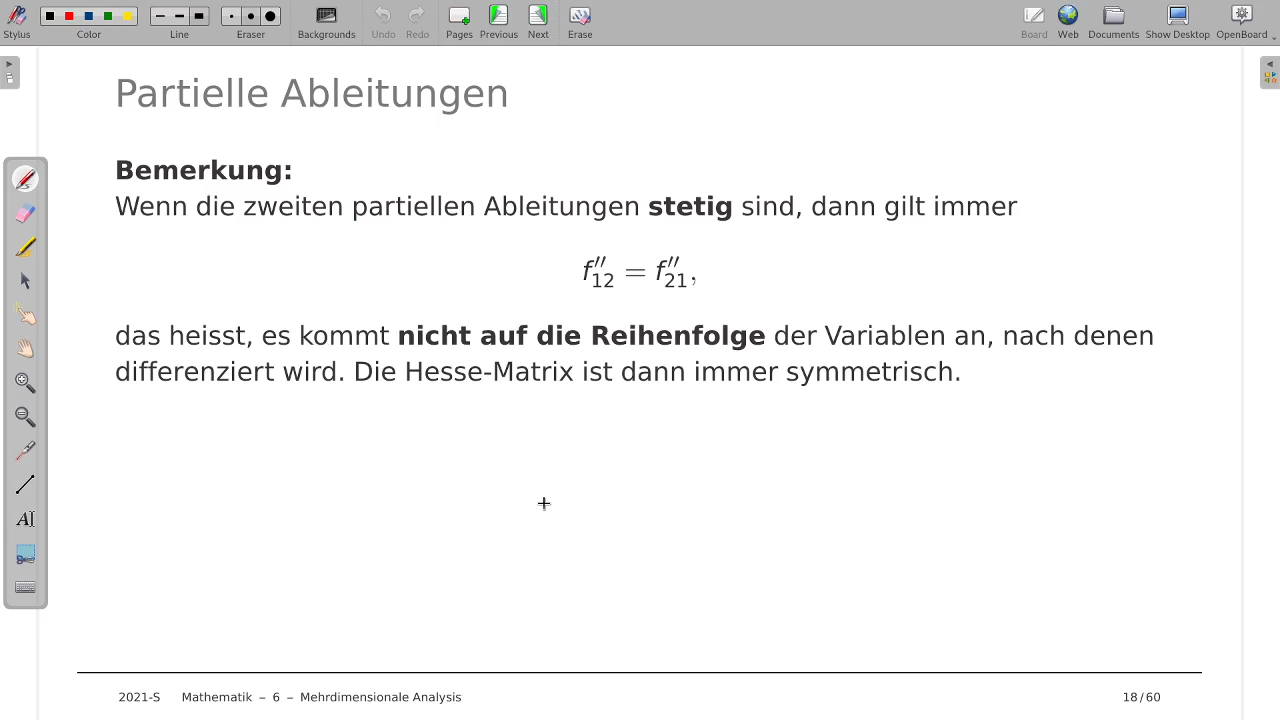 Stylus Color Line Eraser Backgrounds Undo Redo Pages Previous Next Erase Board Web Documents Show Desktop OpenBoard
Partielle Ableitungen
Bemerkung:
Wenn die zweiten partiellen Ableitungen stetig sind, dann gilt immer
f″₁₂ = f″₂₁,
das heisst, es kommt nicht auf die Reihenfolge der Variablen an, nach denen
differenziert wird. Die Hesse-Matrix ist dann immer symmetrisch.
2021-S Mathematik – 6 – Mehrdimensionale Analysis 18/60